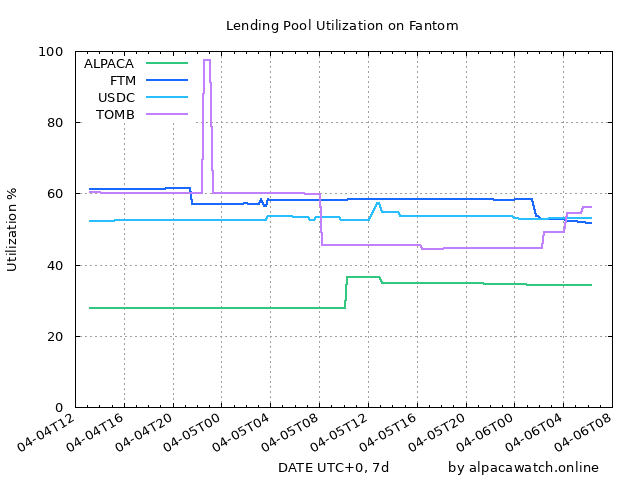 Lending Pool Utilization on Fantom
100
80
60
40
20
0
Utilization %
ALPACA
FTM
USDC
TOMB
04-04T12
04-04T16
04-04T20
04-05T00
04-05T04
04-05T08
04-05T12
04-05T16
04-05T20
04-06T00
04-06T04
04-06T08
DATE UTC+0, 7d
by alpacawatch.online